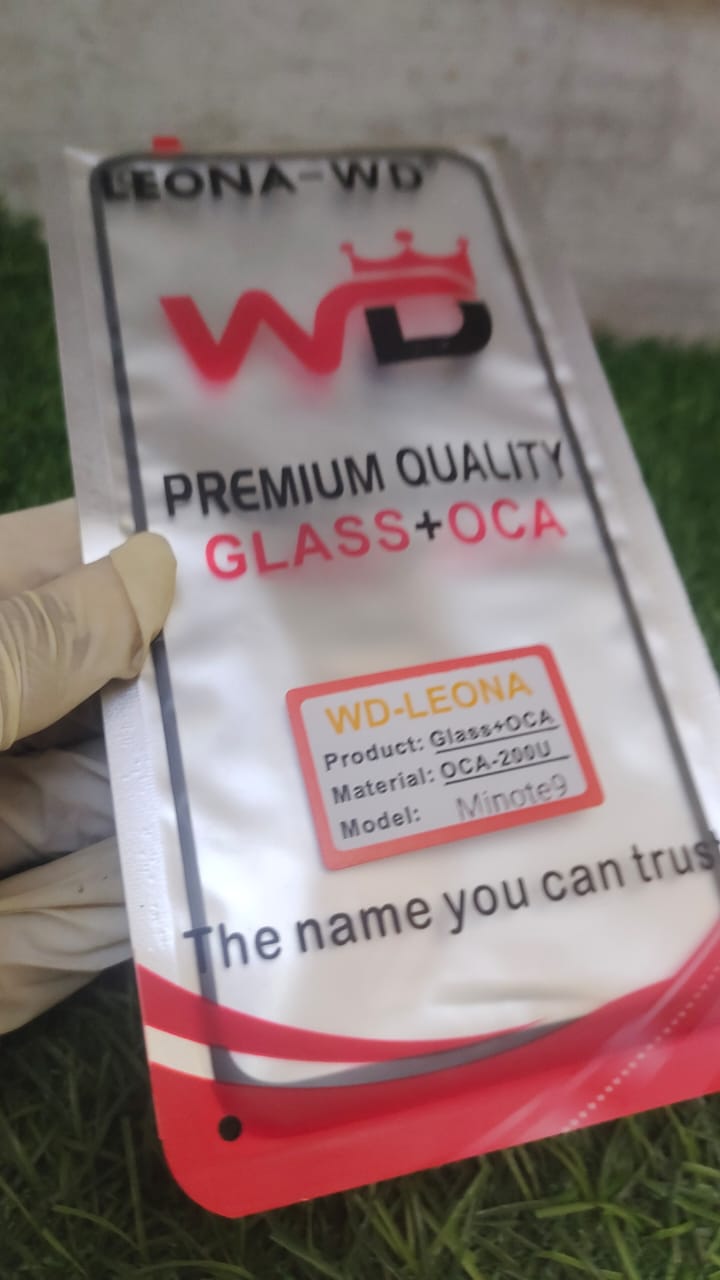 LEONA-WD
WD
PREMIUM QUALITY
GLASS+OCA
WD-LEONA
Product: Glass+OCA
Material: OCA-200U
Model: Minote9
The name you can trust